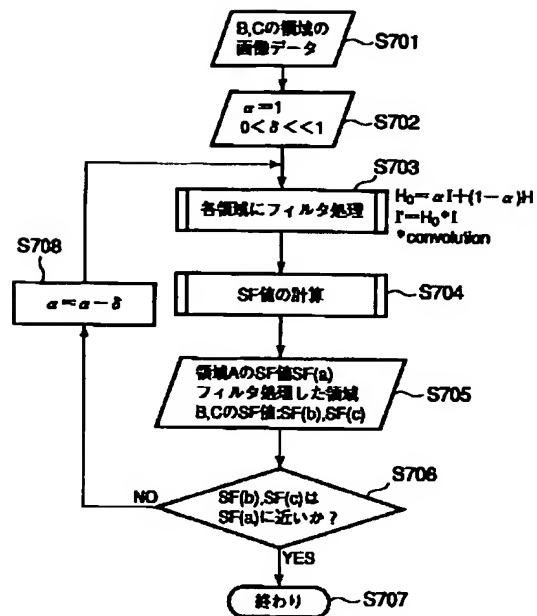 B,Cの領域の
画像データ
S701
α=1
0<δ<<1
S702
S703
各領域にフィルタ処理
H₀=αI+(1-α)H
I'=H₀*I
*convolution
S708
α=α-δ
SF値の計算
S704
領域AのSF値SF(a)
フィルタ処理した領域
B,CのSF値:SF(b),SF(c)
S705
S706
NO
SF(b),SF(c)は
SF(a)に近いか?
YES
終わり
S707